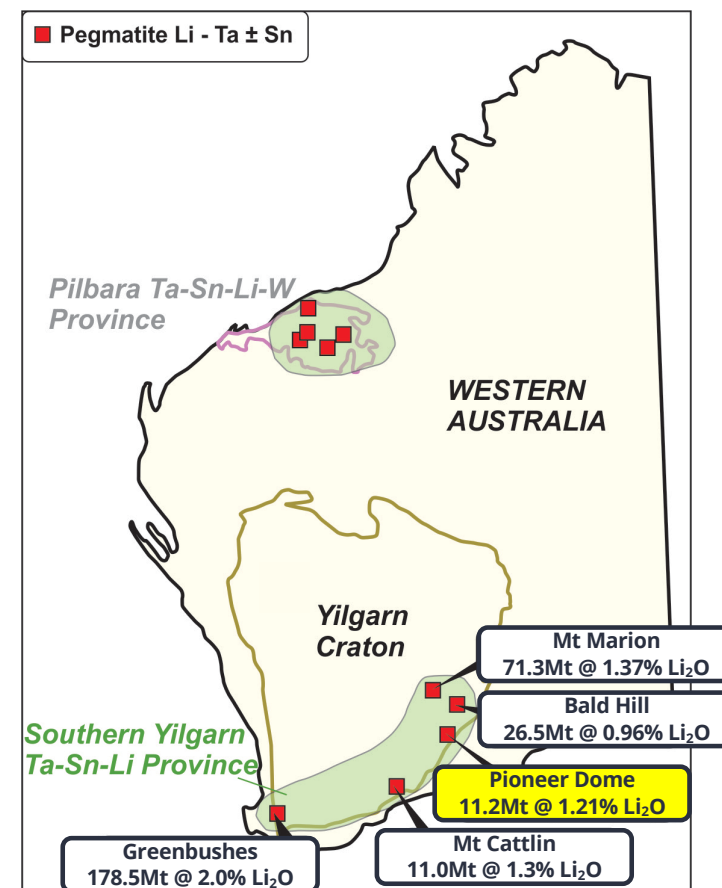 Pegmatite Li - Ta ± Sn
Pilbara Ta-Sn-Li-W
Province
WESTERN
AUSTRALIA
Yilgarn
Craton
Mt Marion
71.3Mt @ 1.37% Li₂O
Bald Hill
26.5Mt @ 0.96% Li₂O
Southern Yilgarn
Ta-Sn-Li Province
Pioneer Dome
11.2Mt @ 1.21% Li₂O
Mt Cattlin
11.0Mt @ 1.3% Li₂O
Greenbushes
178.5Mt @ 2.0% Li₂O